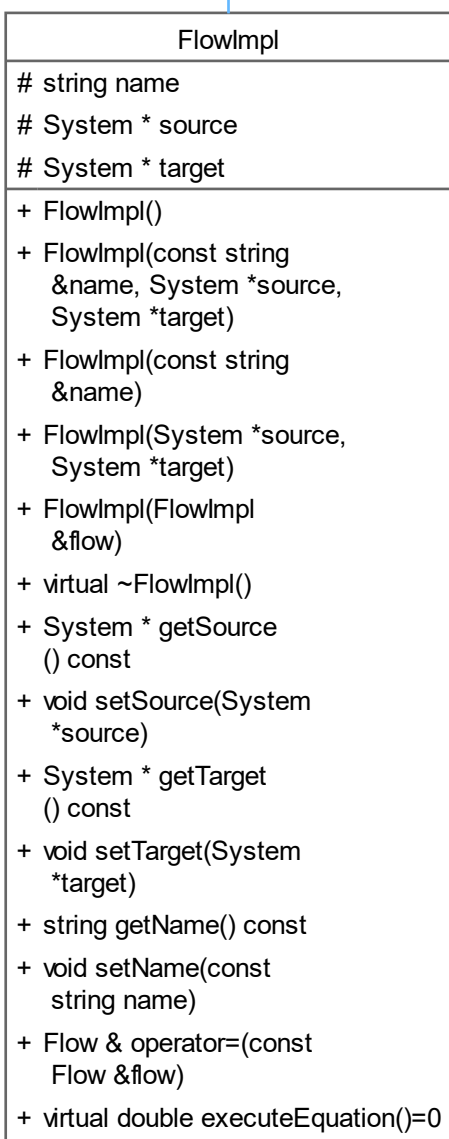 FlowImpl
# string name
# System * source
# System * target
+ FlowImpl()
+ FlowImpl(const string
&name, System *source,
System *target)
+ FlowImpl(const string
&name)
+ FlowImpl(System *source,
System *target)
+ FlowImpl(FlowImpl
&flow)
+ virtual ~FlowImpl()
+ System * getSource
() const
+ void setSource(System
*source)
+ System * getTarget
() const
+ void setTarget(System
*target)
+ string getName() const
+ void setName(const
string name)
+ Flow & operator=(const
Flow &flow)
+ virtual double executeEquation()=0